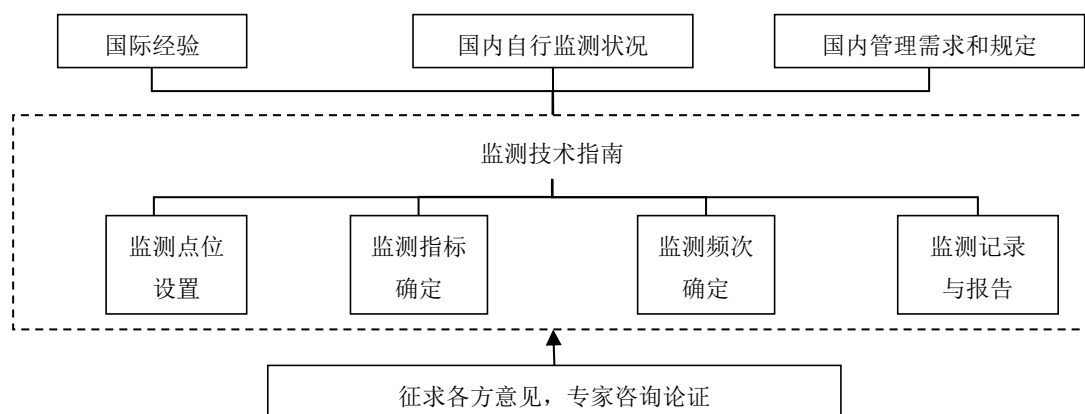 国际经验
国内自行监测状况
国内管理需求和规定
监测技术指南
监测点位
设置
监测指标
确定
监测频次
确定
监测记录
与报告
征求各方意见，专家咨询论证